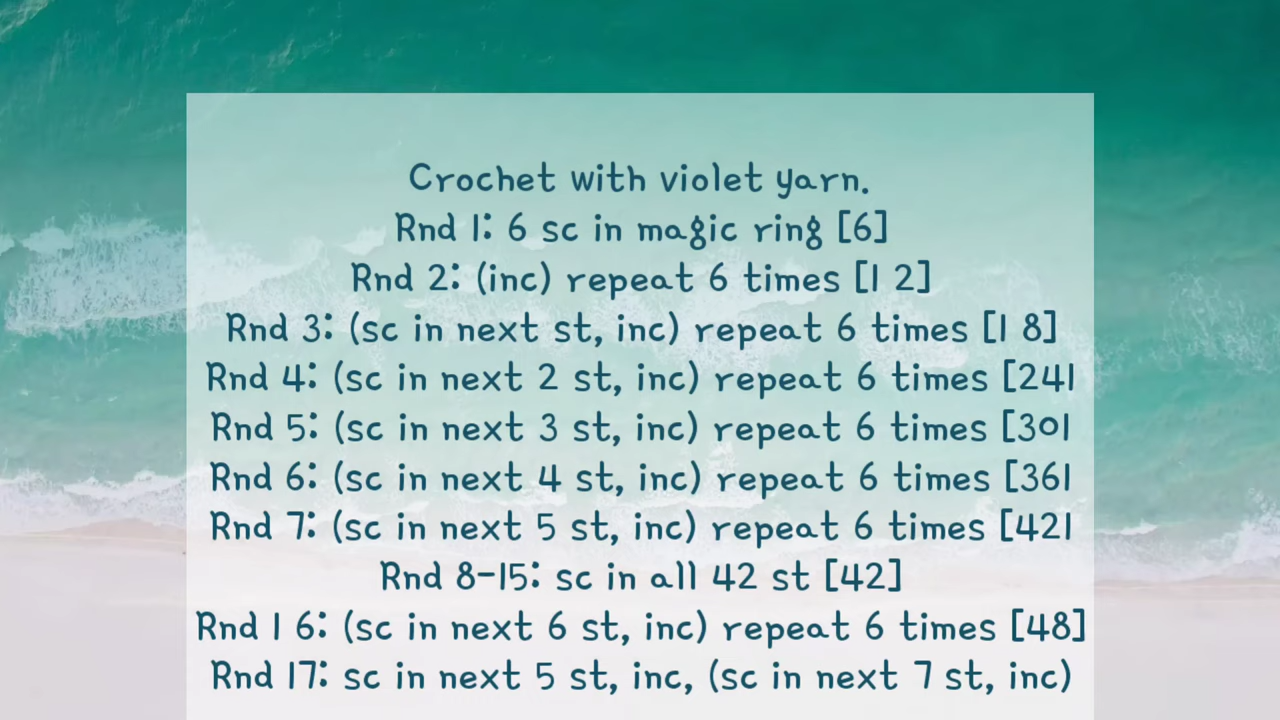 Crochet with violet yarn.
Rnd 1: 6 sc in magic ring [6]
Rnd 2: (inc) repeat 6 times [1 2]
Rnd 3: (sc in next st, inc) repeat 6 times [1 8]
Rnd 4: (sc in next 2 st, inc) repeat 6 times [24|
Rnd 5: (sc in next 3 st, inc) repeat 6 times [30|
Rnd 6: (sc in next 4 st, inc) repeat 6 times [36|
Rnd 7: (sc in next 5 st, inc) repeat 6 times [42|
Rnd 8-15: sc in all 42 st [42]
Rnd 1 6: (sc in next 6 st, inc) repeat 6 times [48]
Rnd 17: sc in next 5 st, inc, (sc in next 7 st, inc)